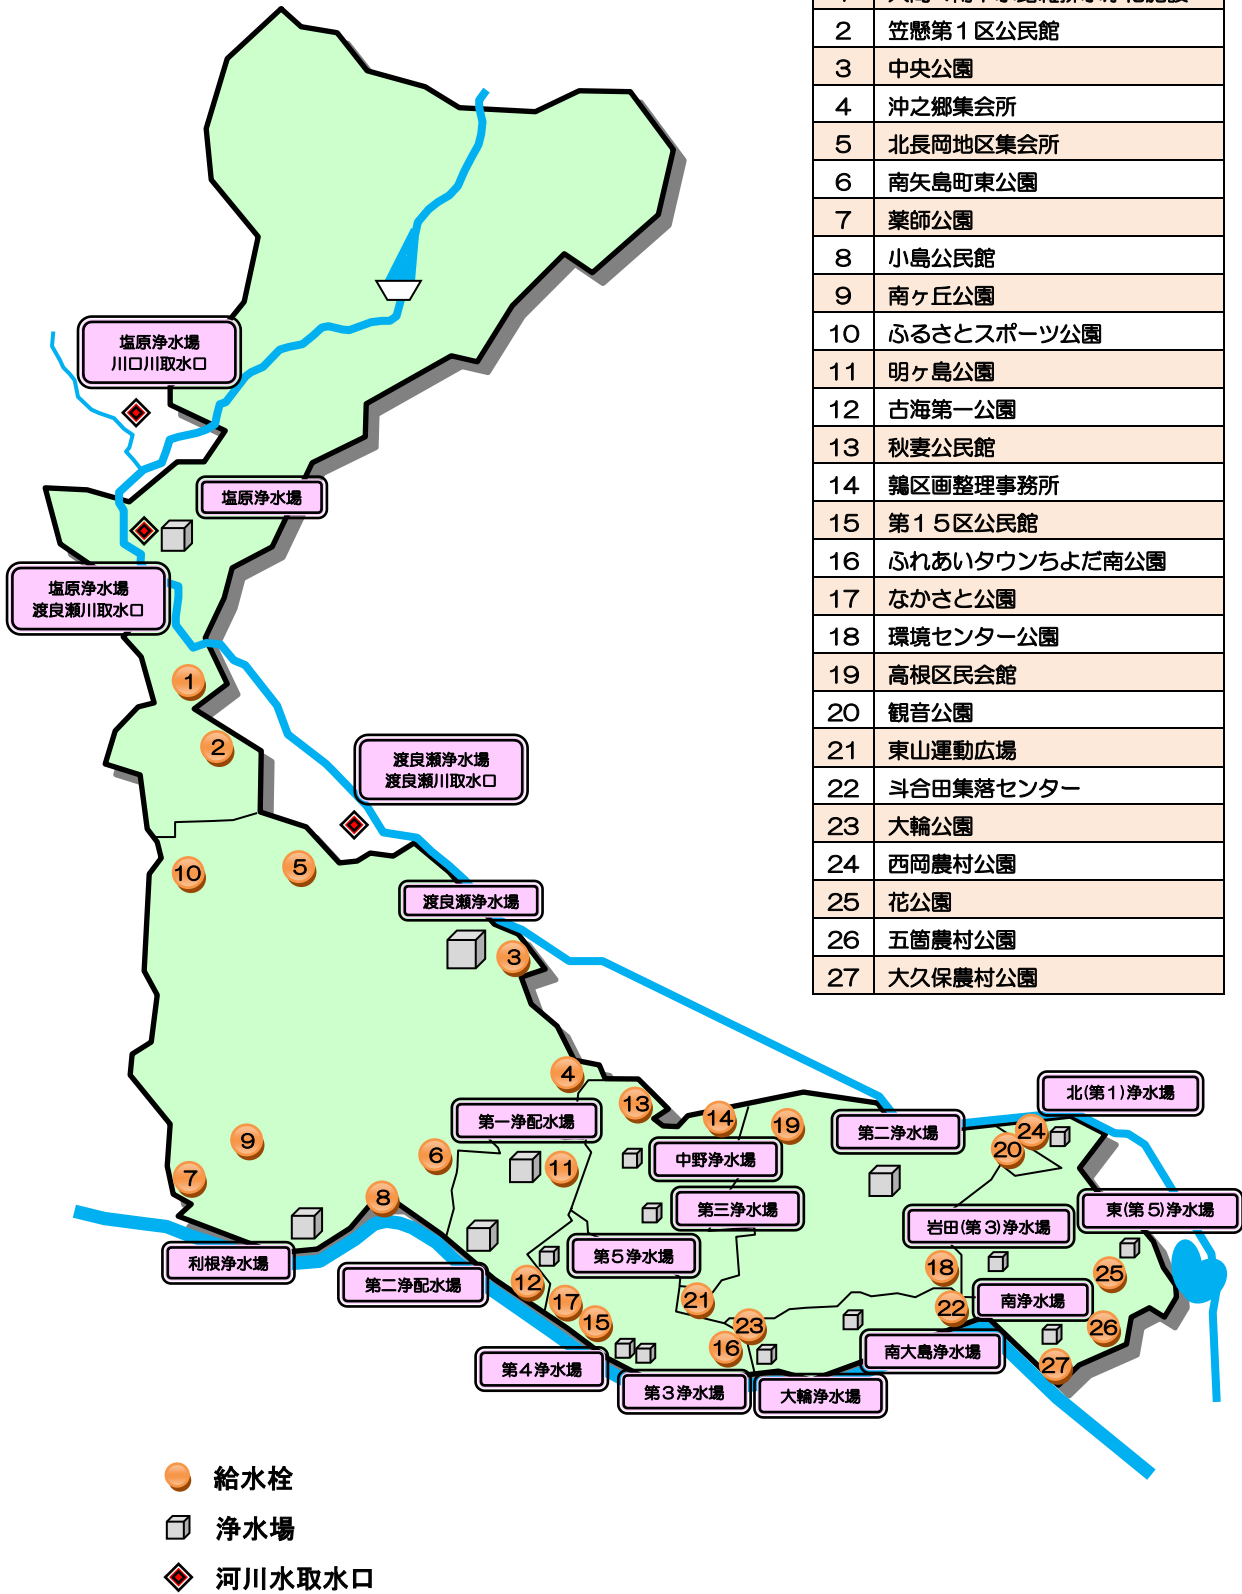 2 笠懸第１区公民館
3 中央公園
4 沖之郷集会所
5 北長岡地区集会所
6 南矢島町東公園
7 薬師公園
8 小島公民館
9 南ヶ丘公園
10 ふるさとスポーツ公園
11 明ヶ島公園
12 古海第一公園
13 秋妻公民館
14 鶉区画整理事務所
15 第１５区公民館
16 ふれあいタウンちよだ南公園
17 なかさと公園
18 環境センター公園
19 高根区民会館
20 観音公園
21 東山運動広場
22 斗合田集落センター
23 大輪公園
24 西岡農村公園
25 花公園
26 五箇農村公園
27 大久保農村公園
塩原浄水場
川口川取水口
塩原浄水場
塩原浄水場
渡良瀬川取水口
1
2
渡良瀬浄水場
渡良瀬川取水口
5
10
渡良瀬浄水場
3
4
13
14
19
北(第１)浄水場
第一浄配水場
第二浄水場
24
20
9
6
11
中野浄水場
7
8
第三浄水場
東(第５)浄水場
岩田(第３)浄水場
利根浄水場
第二浄配水場
第５浄水場
12
17
15
21
18
25
南浄水場
22
23
16
26
27
南大島浄水場
第４浄水場
第３浄水場
大輪浄水場
給水栓
浄水場
河川水取水口